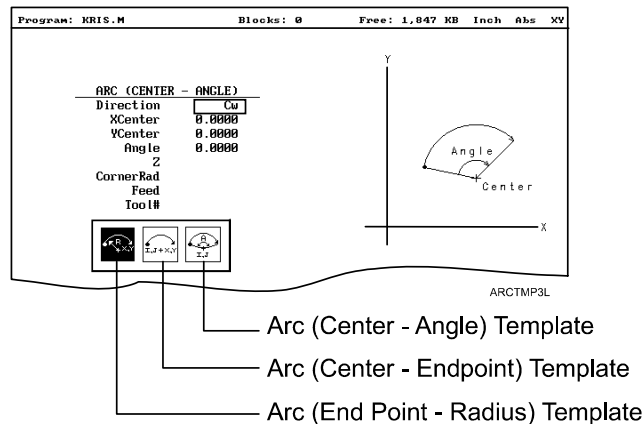 Program: KRIS.M Blocks: 0 Free: 1,847 KB Inch Abs XY
ARC (CENTER - ANGLE)
Direction Cw
XCenter 0.0000
YCenter 0.0000
Angle 0.0000
Z
CornerRad
Feed
Tool#
Y
Angle
Center
X
R X,Y
I,J+X,Y
A I,J
ARCTMP3L
Arc (Center - Angle) Template
Arc (Center - Endpoint) Template
Arc (End Point - Radius) Template